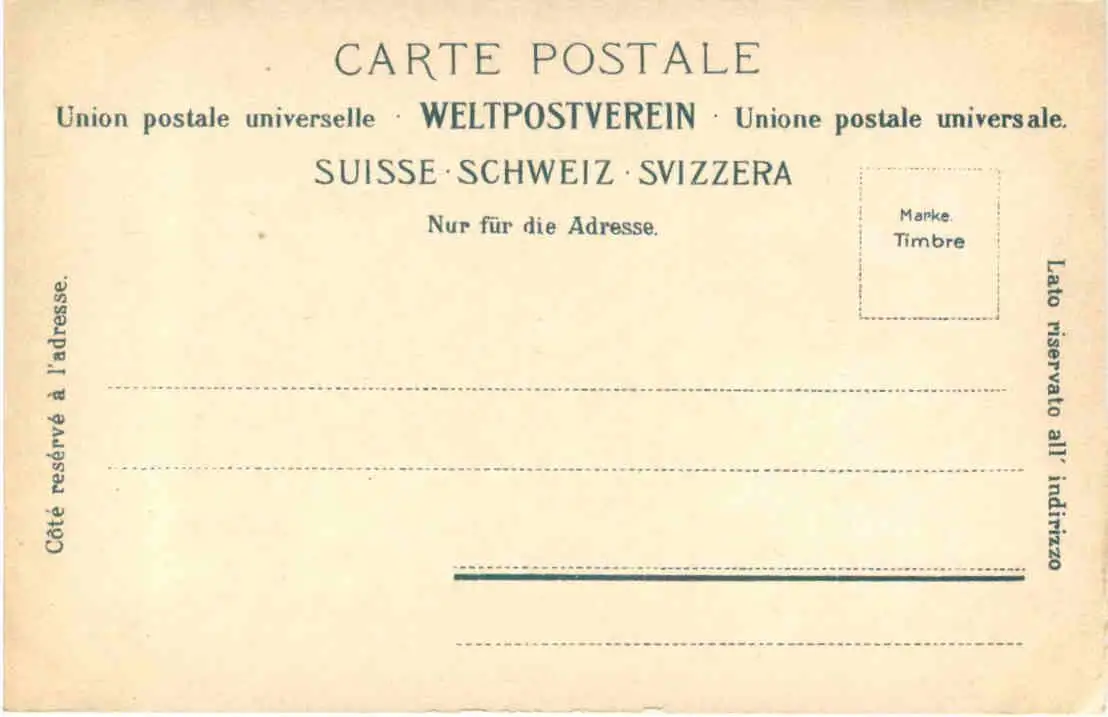 CARTE POSTALE
Union postale universelle · WELTPOSTVEREIN · Unione postale universale.
SUISSE · SCHWEIZ · SVIZZERA
Nur für die Adresse.
Marke.
Timbre
Côté resérvé à l'adresse.
Lato riservato all' indirizzo